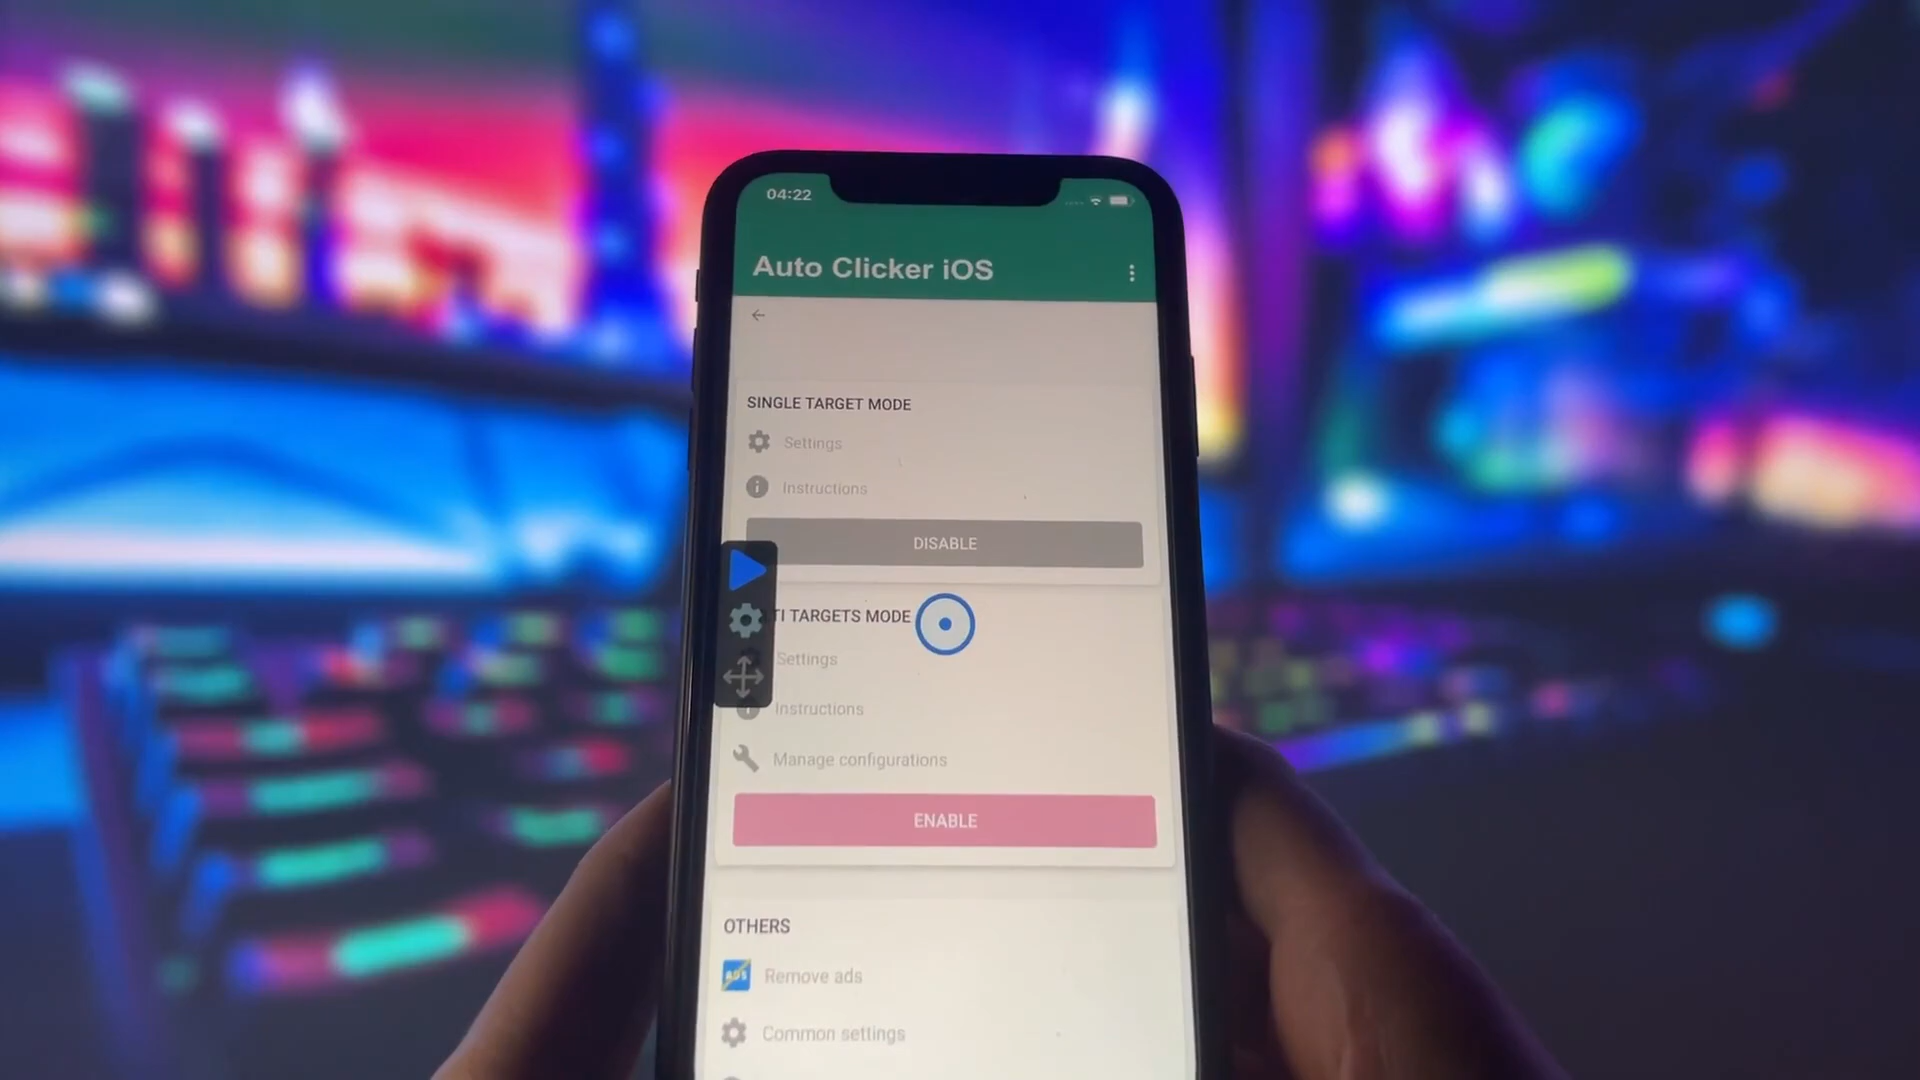 04:22
Auto Clicker iOS
SINGLE TARGET MODE
Settings
Instructions
DISABLE
TI TARGETS MODE
Settings
Instructions
Manage configurations
ENABLE
OTHERS
ADS
Remove ads
Common settings